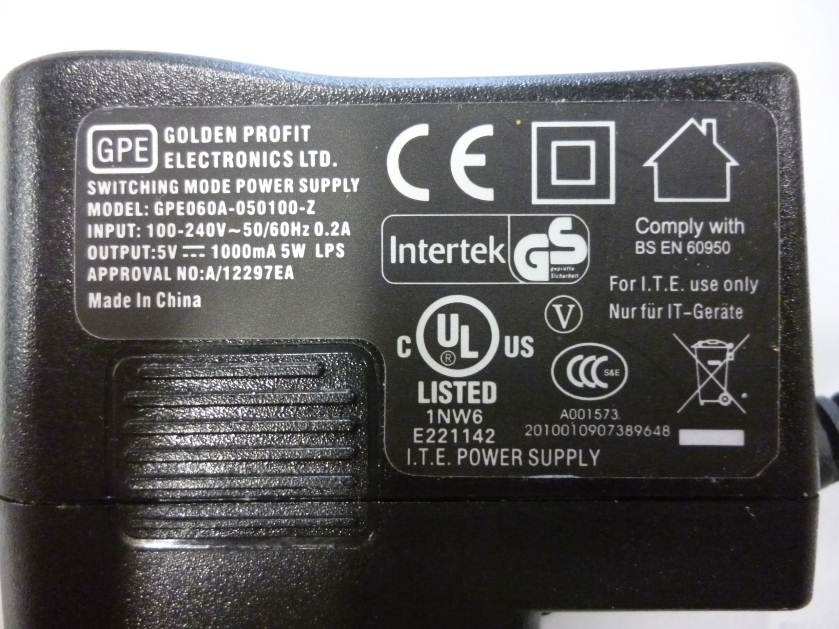 GPE GOLDEN PROFIT
ELECTRONICS LTD.
SWITCHING MODE POWER SUPPLY
MODEL: GPE060A-050100-Z
INPUT: 100-240V~50/60Hz 0.2A
OUTPUT:5V ⎓ 1000mA 5W LPS
APPROVAL NO:A/12297EA
Made In China
CE
Intertek GS
geprüfte
Sicherheit
Comply with
BS EN 60950
For I.T.E. use only
Nur für IT-Geräte
C UL ® US
LISTED
1NW6
E221142
I.T.E. POWER SUPPLY
V
CCC S&E
A001573
2010010907389648